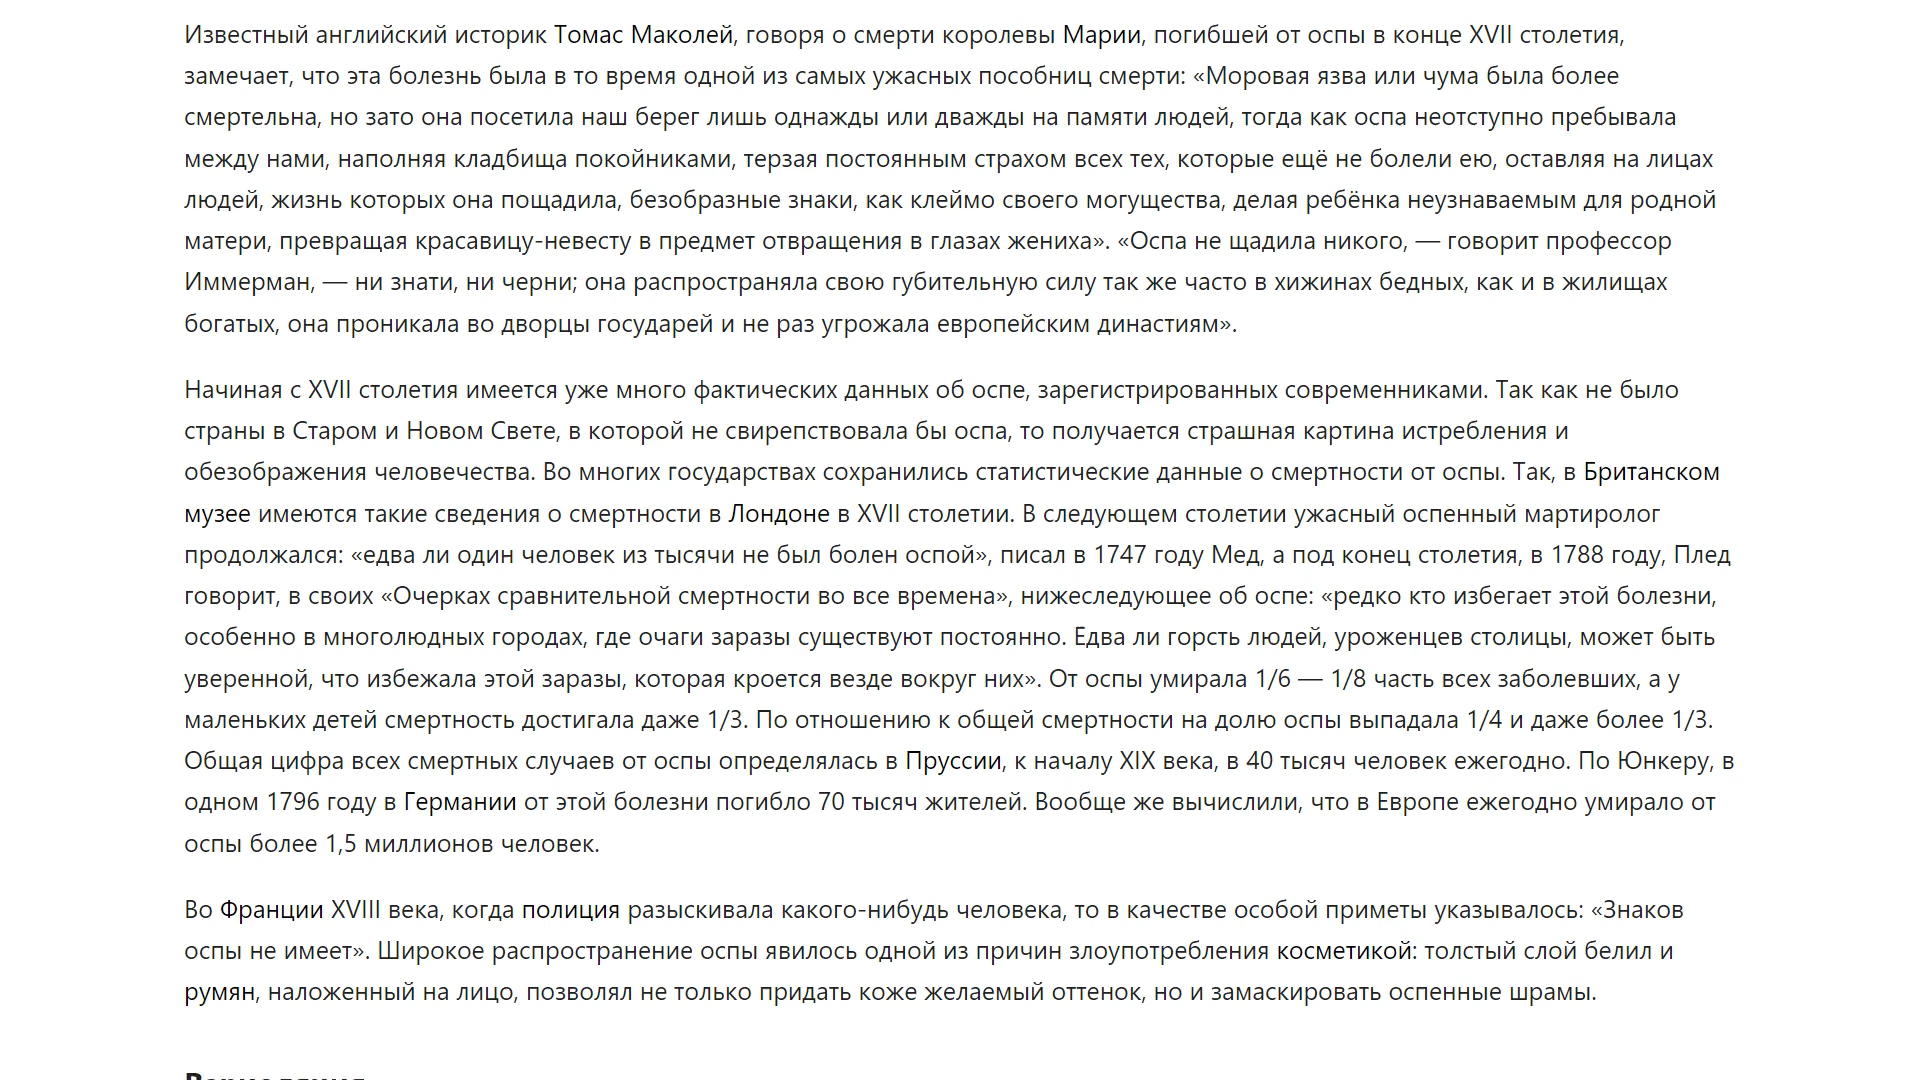 Известный английский историк Томас Маколей, говоря о смерти королевы Марии, погибшей от оспы в конце XVII столетия,
замечает, что эта болезнь была в то время одной из самых ужасных пособниц смерти: «Моровая язва или чума была более
смертельна, но зато она посетила наш берег лишь однажды или дважды на памяти людей, тогда как оспа неотступно пребывала
между нами, наполняя кладбища покойниками, терзая постоянным страхом всех тех, которые ещё не болели ею, оставляя на лицах
людей, жизнь которых она пощадила, безобразные знаки, как клеймо своего могущества, делая ребёнка неузнаваемым для родной
матери, превращая красавицу-невесту в предмет отвращения в глазах жениха». «Оспа не щадила никого, — говорит профессор
Иммерман, — ни знати, ни черни; она распространяла свою губительную силу так же часто в хижинах бедных, как и в жилищах
богатых, она проникала во дворцы государей и не раз угрожала европейским династиям».
Начиная с XVII столетия имеется уже много фактических данных об оспе, зарегистрированных современниками. Так как не было
страны в Старом и Новом Свете, в которой не свирепствовала бы оспа, то получается страшная картина истребления и
обезображения человечества. Во многих государствах сохранились статистические данные о смертности от оспы. Так, в Британском
музее имеются такие сведения о смертности в Лондоне в XVII столетии. В следующем столетии ужасный оспенный мартиролог
продолжался: «едва ли один человек из тысячи не был болен оспой», писал в 1747 году Мед, а под конец столетия, в 1788 году, Плед
говорит, в своих «Очерках сравнительной смертности во все времена», нижеследующее об оспе: «редко кто избегает этой болезни,
особенно в многолюдных городах, где очаги заразы существуют постоянно. Едва ли горсть людей, уроженцев столицы, может быть
уверенной, что избежала этой заразы, которая кроется везде вокруг них». От оспы умирала 1/6 — 1/8 часть всех заболевших, а у
маленьких детей смертность достигала даже 1/3. По отношению к общей смертности на долю оспы выпадала 1/4 и даже более 1/3.
Общая цифра всех смертных случаев от оспы определялась в Пруссии, к началу XIX века, в 40 тысяч человек ежегодно. По Юнкеру, в
одном 1796 году в Германии от этой болезни погибло 70 тысяч жителей. Вообще же вычислили, что в Европе ежегодно умирало от
оспы более 1,5 миллионов человек.
Во Франции XVIII века, когда полиция разыскивала какого-нибудь человека, то в качестве особой приметы указывалось: «Знаков
оспы не имеет». Широкое распространение оспы явилось одной из причин злоупотребления косметикой: толстый слой белил и
румян, наложенный на лицо, позволял не только придать коже желаемый оттенок, но и замаскировать оспенные шрамы.